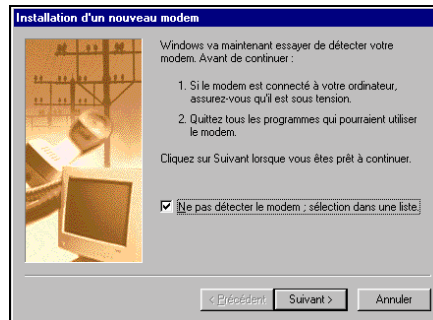 Installation d'un nouveau modem
Windows va maintenant essayer de détecter votre
modem. Avant de continuer :
1. Si le modem est connecté à votre ordinateur,
assurez-vous qu'il est sous tension.
2. Quittez tous les programmes qui pourraient utiliser
le modem.
Cliquez sur Suivant lorsque vous êtes prêt à continuer.
Ne pas détecter le modem ; sélection dans une liste.
< Précédent Suivant > Annuler